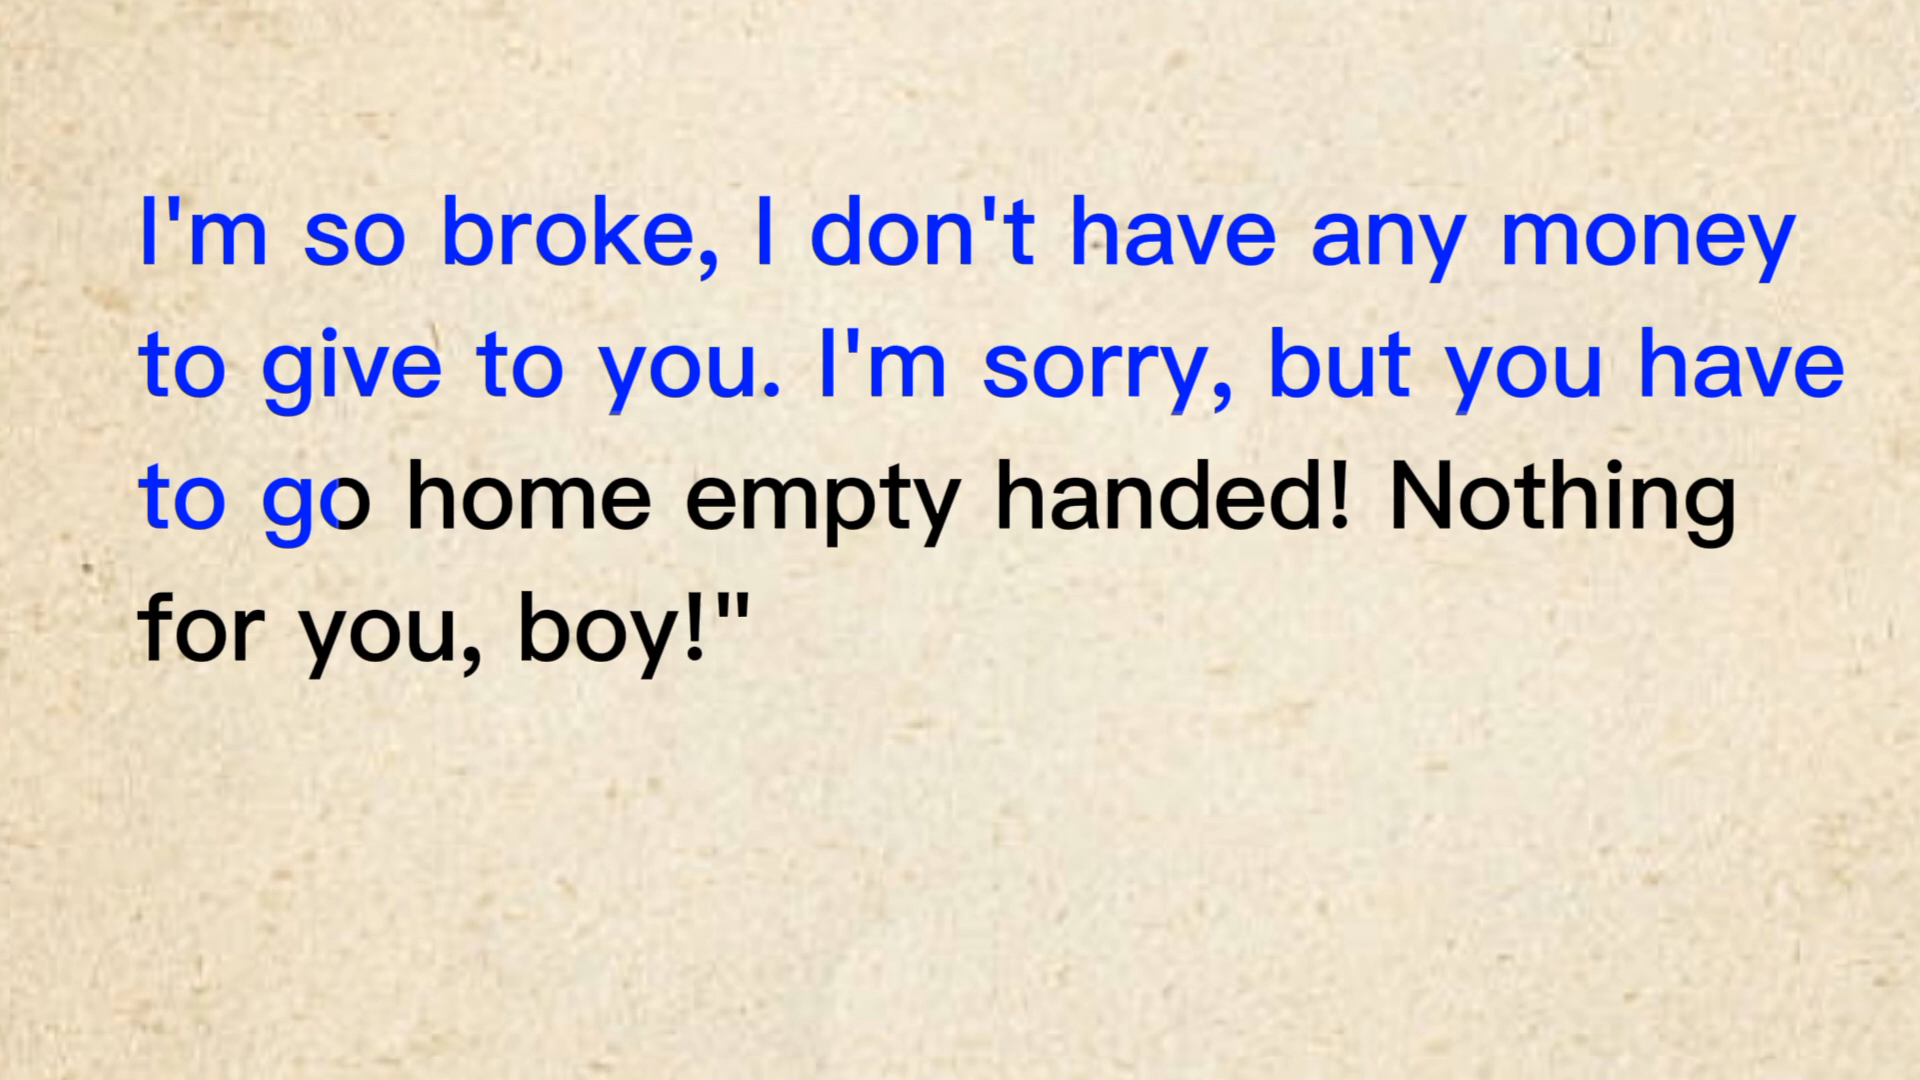 I'm so broke, I don't have any money
to give to you. I'm sorry, but you have
to go home empty handed! Nothing
for you, boy!"